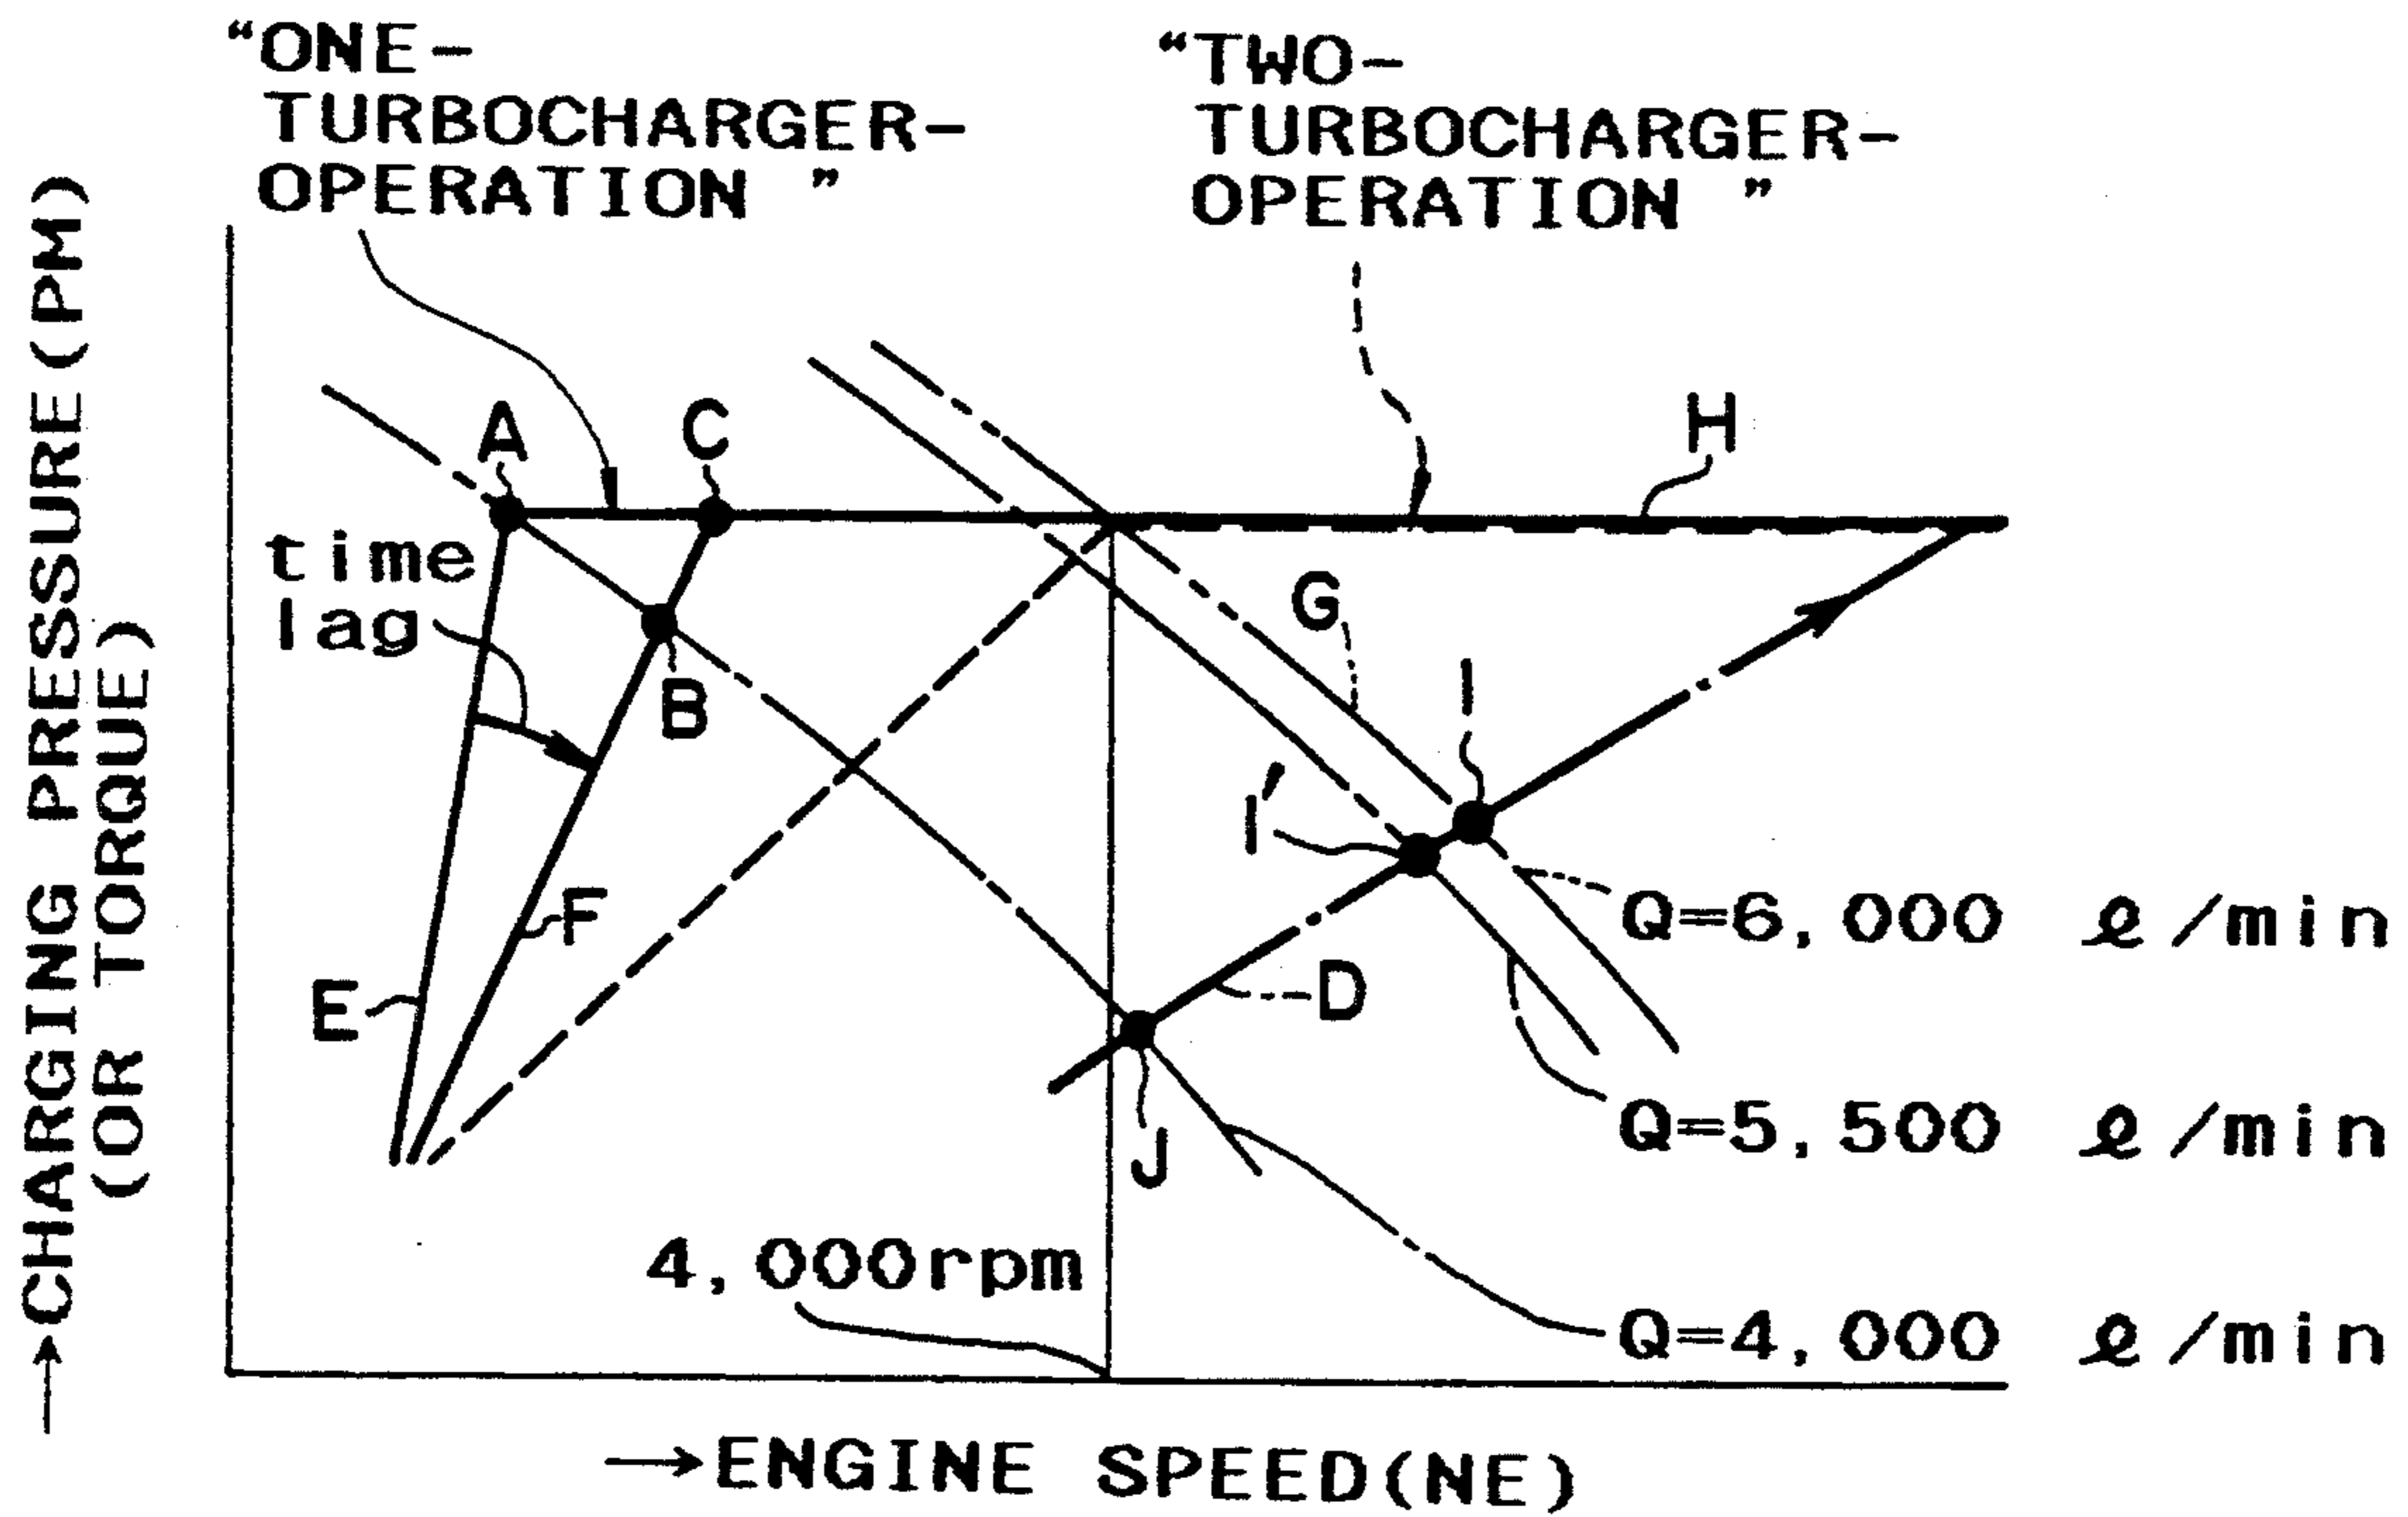 “ONE-
TURBOCHARGER-
OPERATION ”
“TWO-
TURBOCHARGER-
OPERATION ”
→CHARGING PRESSURE(PM)
(OR TORQUE)
A
C
H
time
lag
B
G
I
I′
F
E
D
J
Q=6,000 ℓ/min
Q=5,500 ℓ/min
Q=4,000 ℓ/min
4,000rpm
→ENGINE SPEED(NE)